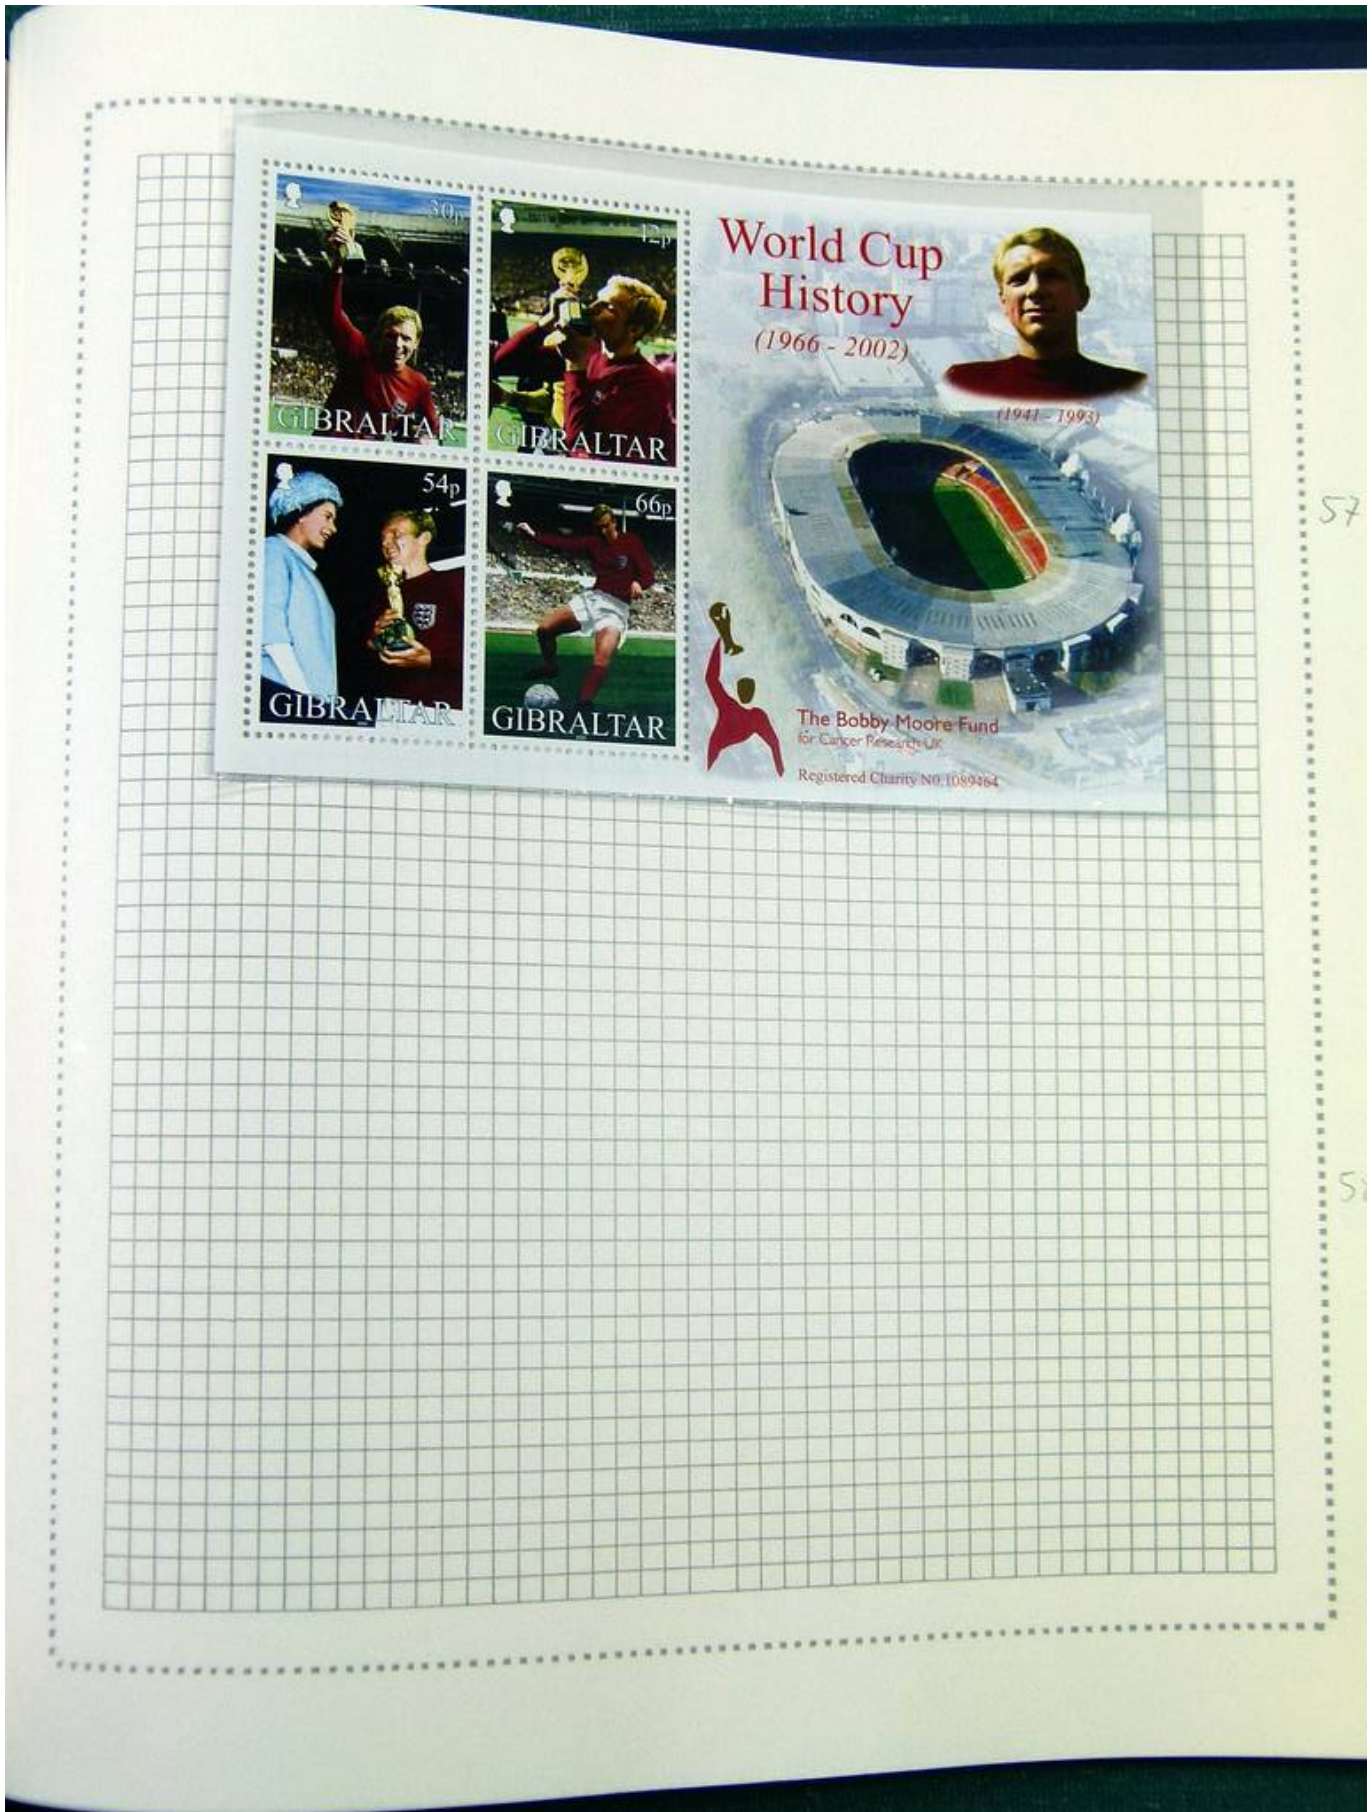 30p
GIBRALTAR
42p
GIBRALTAR
54p
GIBRALTAR
66p
GIBRALTAR
World Cup
History
(1966 - 2002)
(1941 - 1993)
The Bobby Moore Fund
for Cancer Research UK
Registered Charity NO.1089464
57